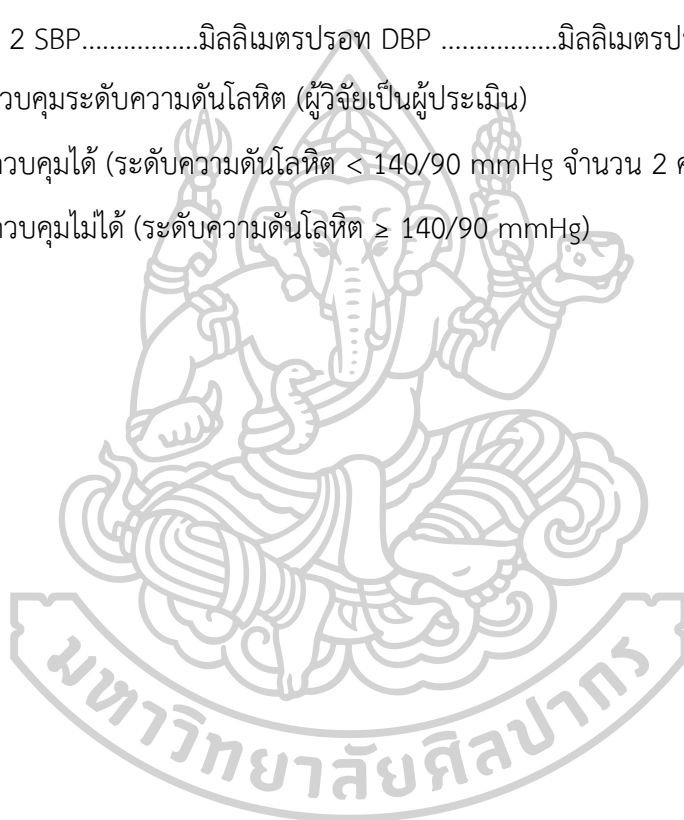 2 SBP................มิลลิเมตรปรอท DBP ................มิลลิเมตรปร
วบคุมระดับความดันโลหิต (ผู้วิจัยเป็นผู้ประเมิน)
วบคุมได้ (ระดับความดันโลหิต < 140/90 mmHg จำนวน 2 ค
วบคุมไม่ได้ (ระดับความดันโลหิต ≥ 140/90 mmHg)
มหาวิทยาลัยศิลปากร